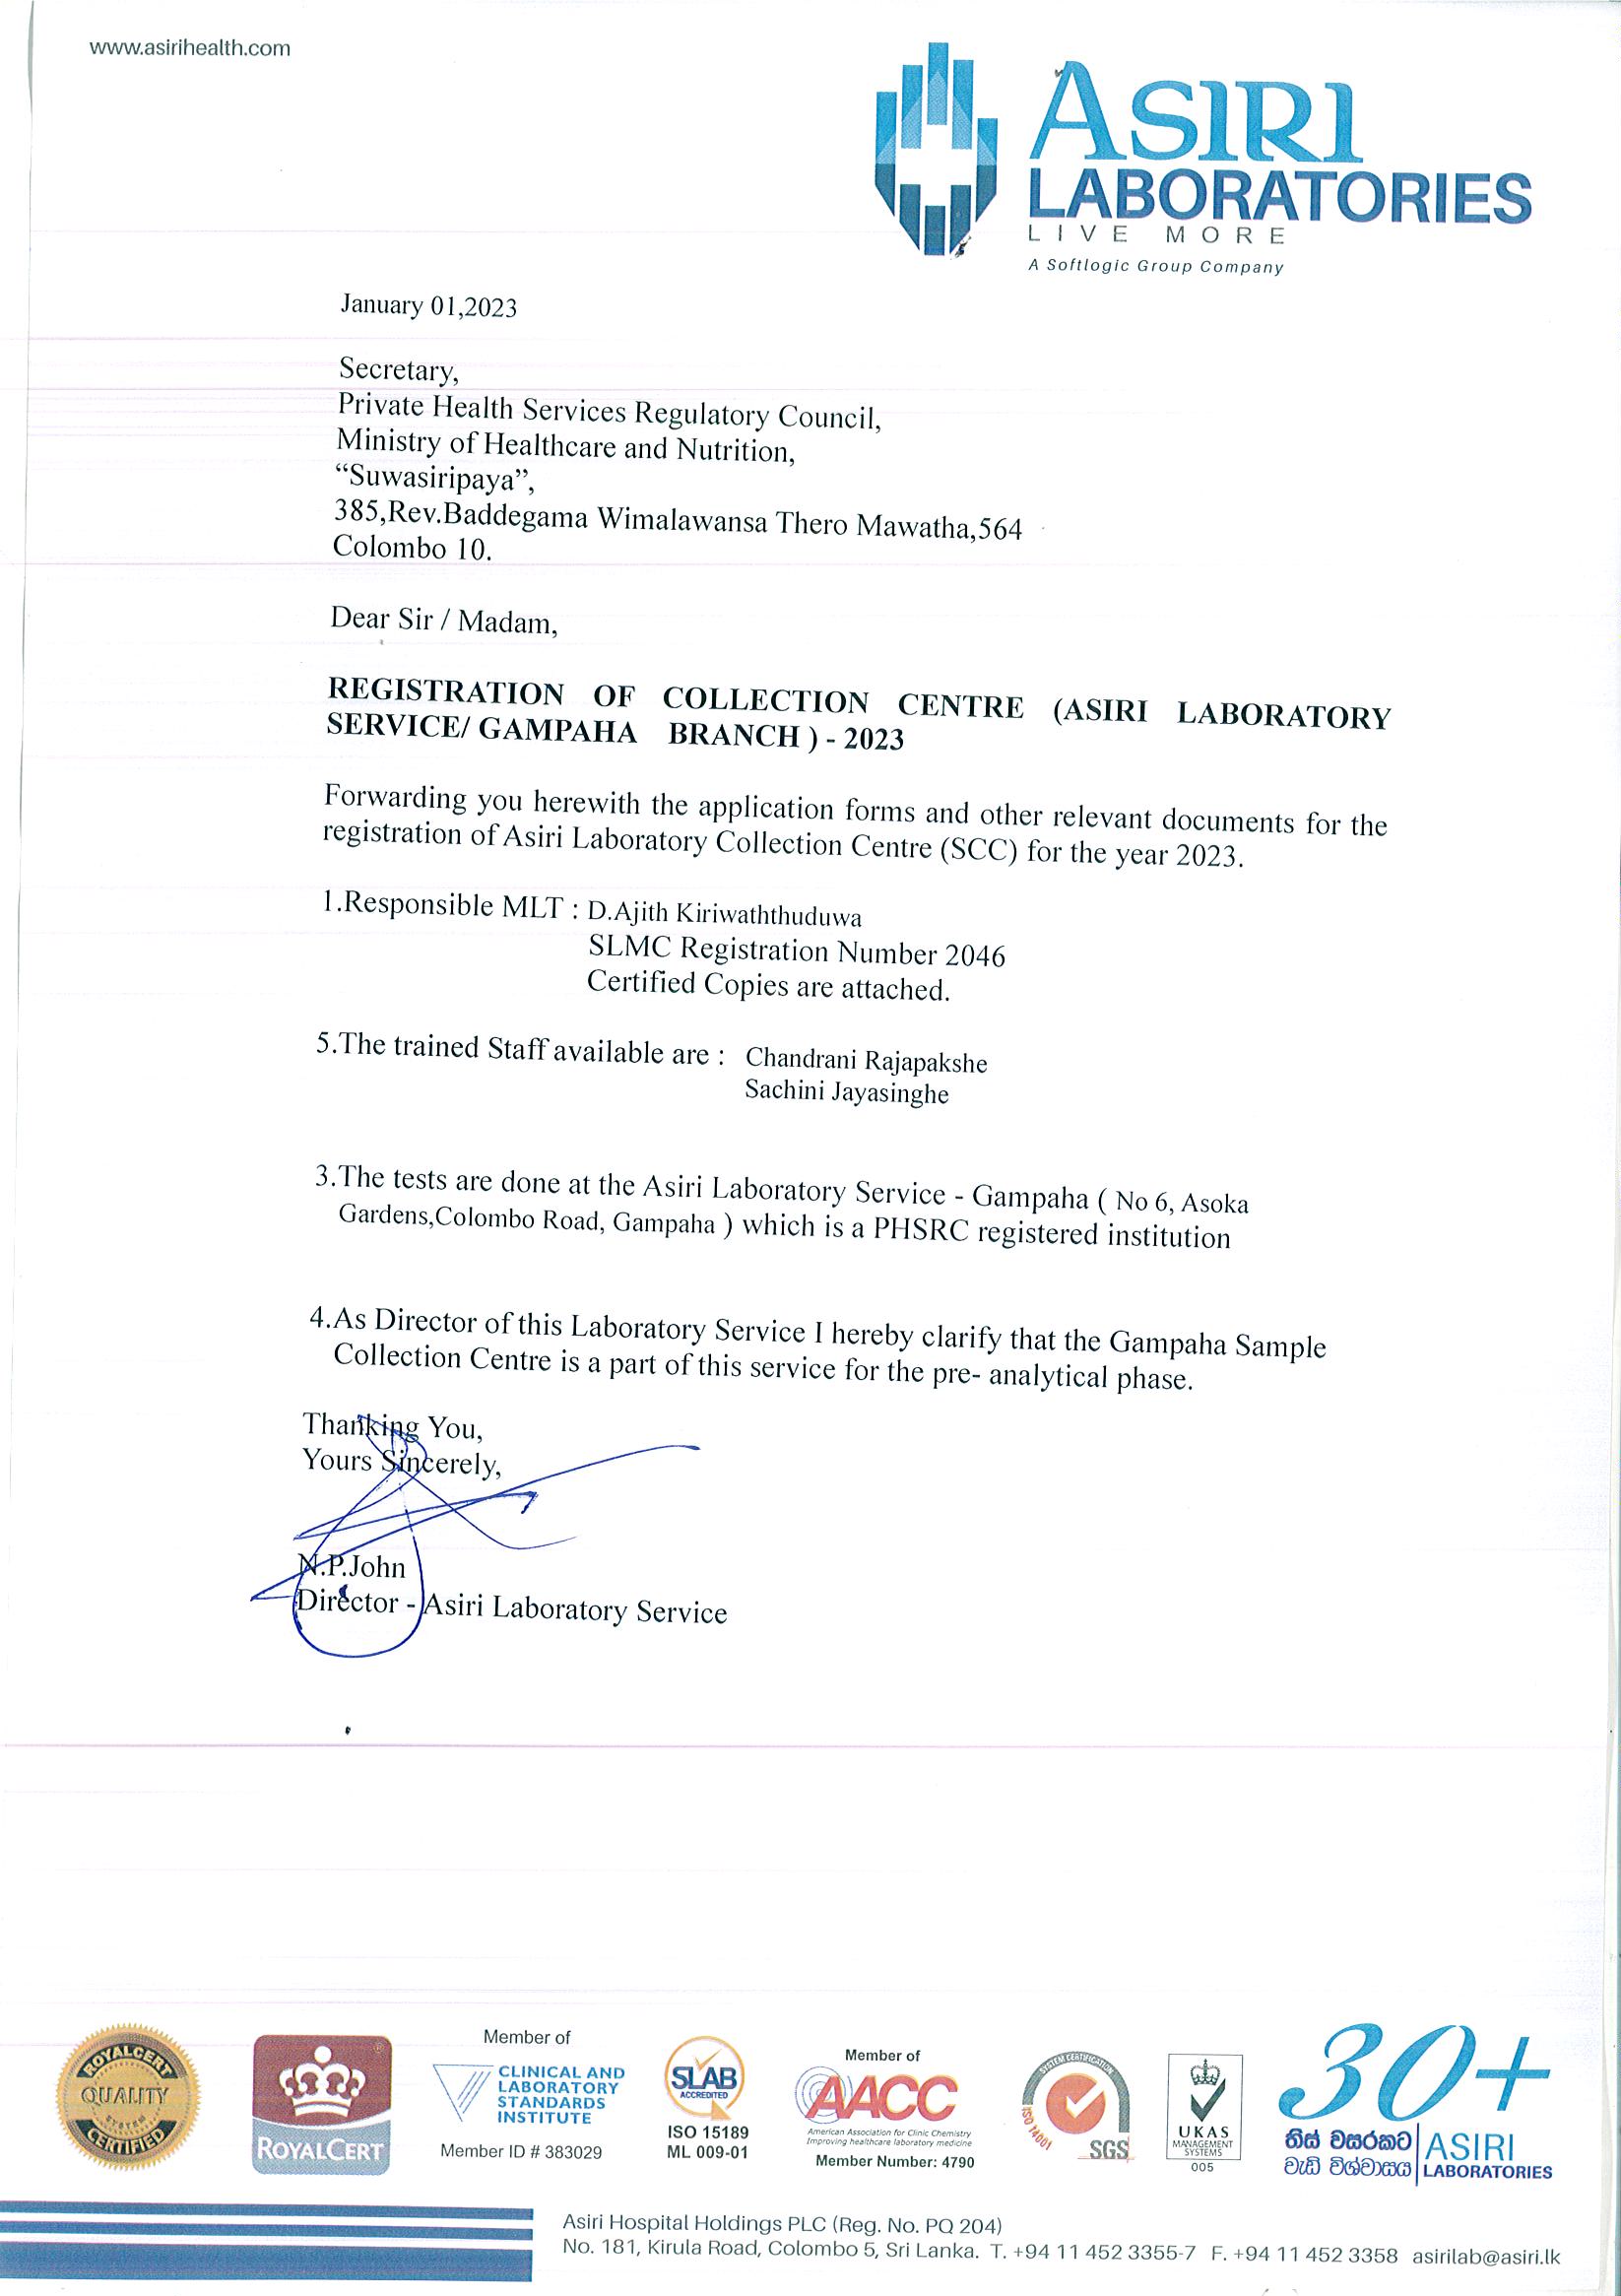 www.asirihealth.com
ASIRI
LABORATORIES
LIVE MORE
A Softlogic Group Company
January 01,2023
Secretary,
Private Health Services Regulatory Council,
Ministry of Healthcare and Nutrition,
“Suwasiripaya”,
385,Rev.Baddegama Wimalawansa Thero Mawatha,564
Colombo 10.
Dear Sir / Madam,
REGISTRATION OF COLLECTION CENTRE (ASIRI LABORATORY
SERVICE/ GAMPAHA BRANCH ) - 2023
Forwarding you herewith the application forms and other relevant documents for the
registration of Asiri Laboratory Collection Centre (SCC) for the year 2023.
1.Responsible MLT : D.Ajith Kiriwaththuduwa
SLMC Registration Number 2046
Certified Copies are attached.
5.The trained Staff available are : Chandrani Rajapakshe
Sachini Jayasinghe
3.The tests are done at the Asiri Laboratory Service - Gampaha ( No 6, Asoka
Gardens,Colombo Road, Gampaha ) which is a PHSRC registered institution
4.As Director of this Laboratory Service I hereby clarify that the Gampaha Sample
Collection Centre is a part of this service for the pre- analytical phase.
Thanking You,
Yours Sincerely,
N.P.John
Director - Asiri Laboratory Service
ROYALCERT
QUALITY
SYSTEM
CERTIFIED
ROYALCERT
Member of
CLINICAL AND
LABORATORY
STANDARDS
INSTITUTE
Member ID # 383029
SLAB
ACCREDITED
ISO 15189
ML 009-01
Member of
AACC
American Association for Clinic Chemistry
Improving healthcare laboratory medicine
Member Number: 4790
SYSTEM CERTIFICATION
ISO 14001
SGS
UKAS
MANAGEMENT
SYSTEMS
005
30+
තිස් වසරකට
වැඩි විශ්වාසය
ASIRI
LABORATORIES
Asiri Hospital Holdings PLC (Reg. No. PQ 204)
No. 181, Kirula Road, Colombo 5, Sri Lanka. T. +94 11 452 3355-7 F. +94 11 452 3358 asirilab@asiri.lk